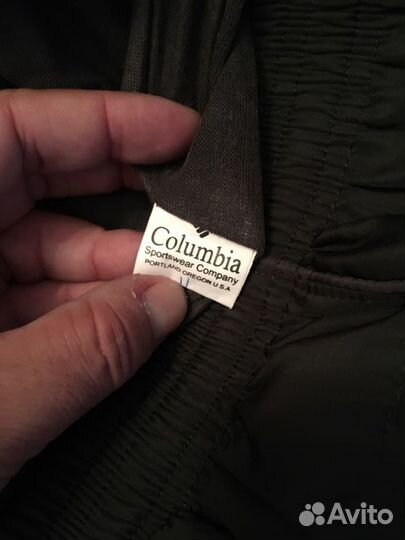 Columbia
Sportswear Company
PORTLAND OREGON U.S.A
Avito